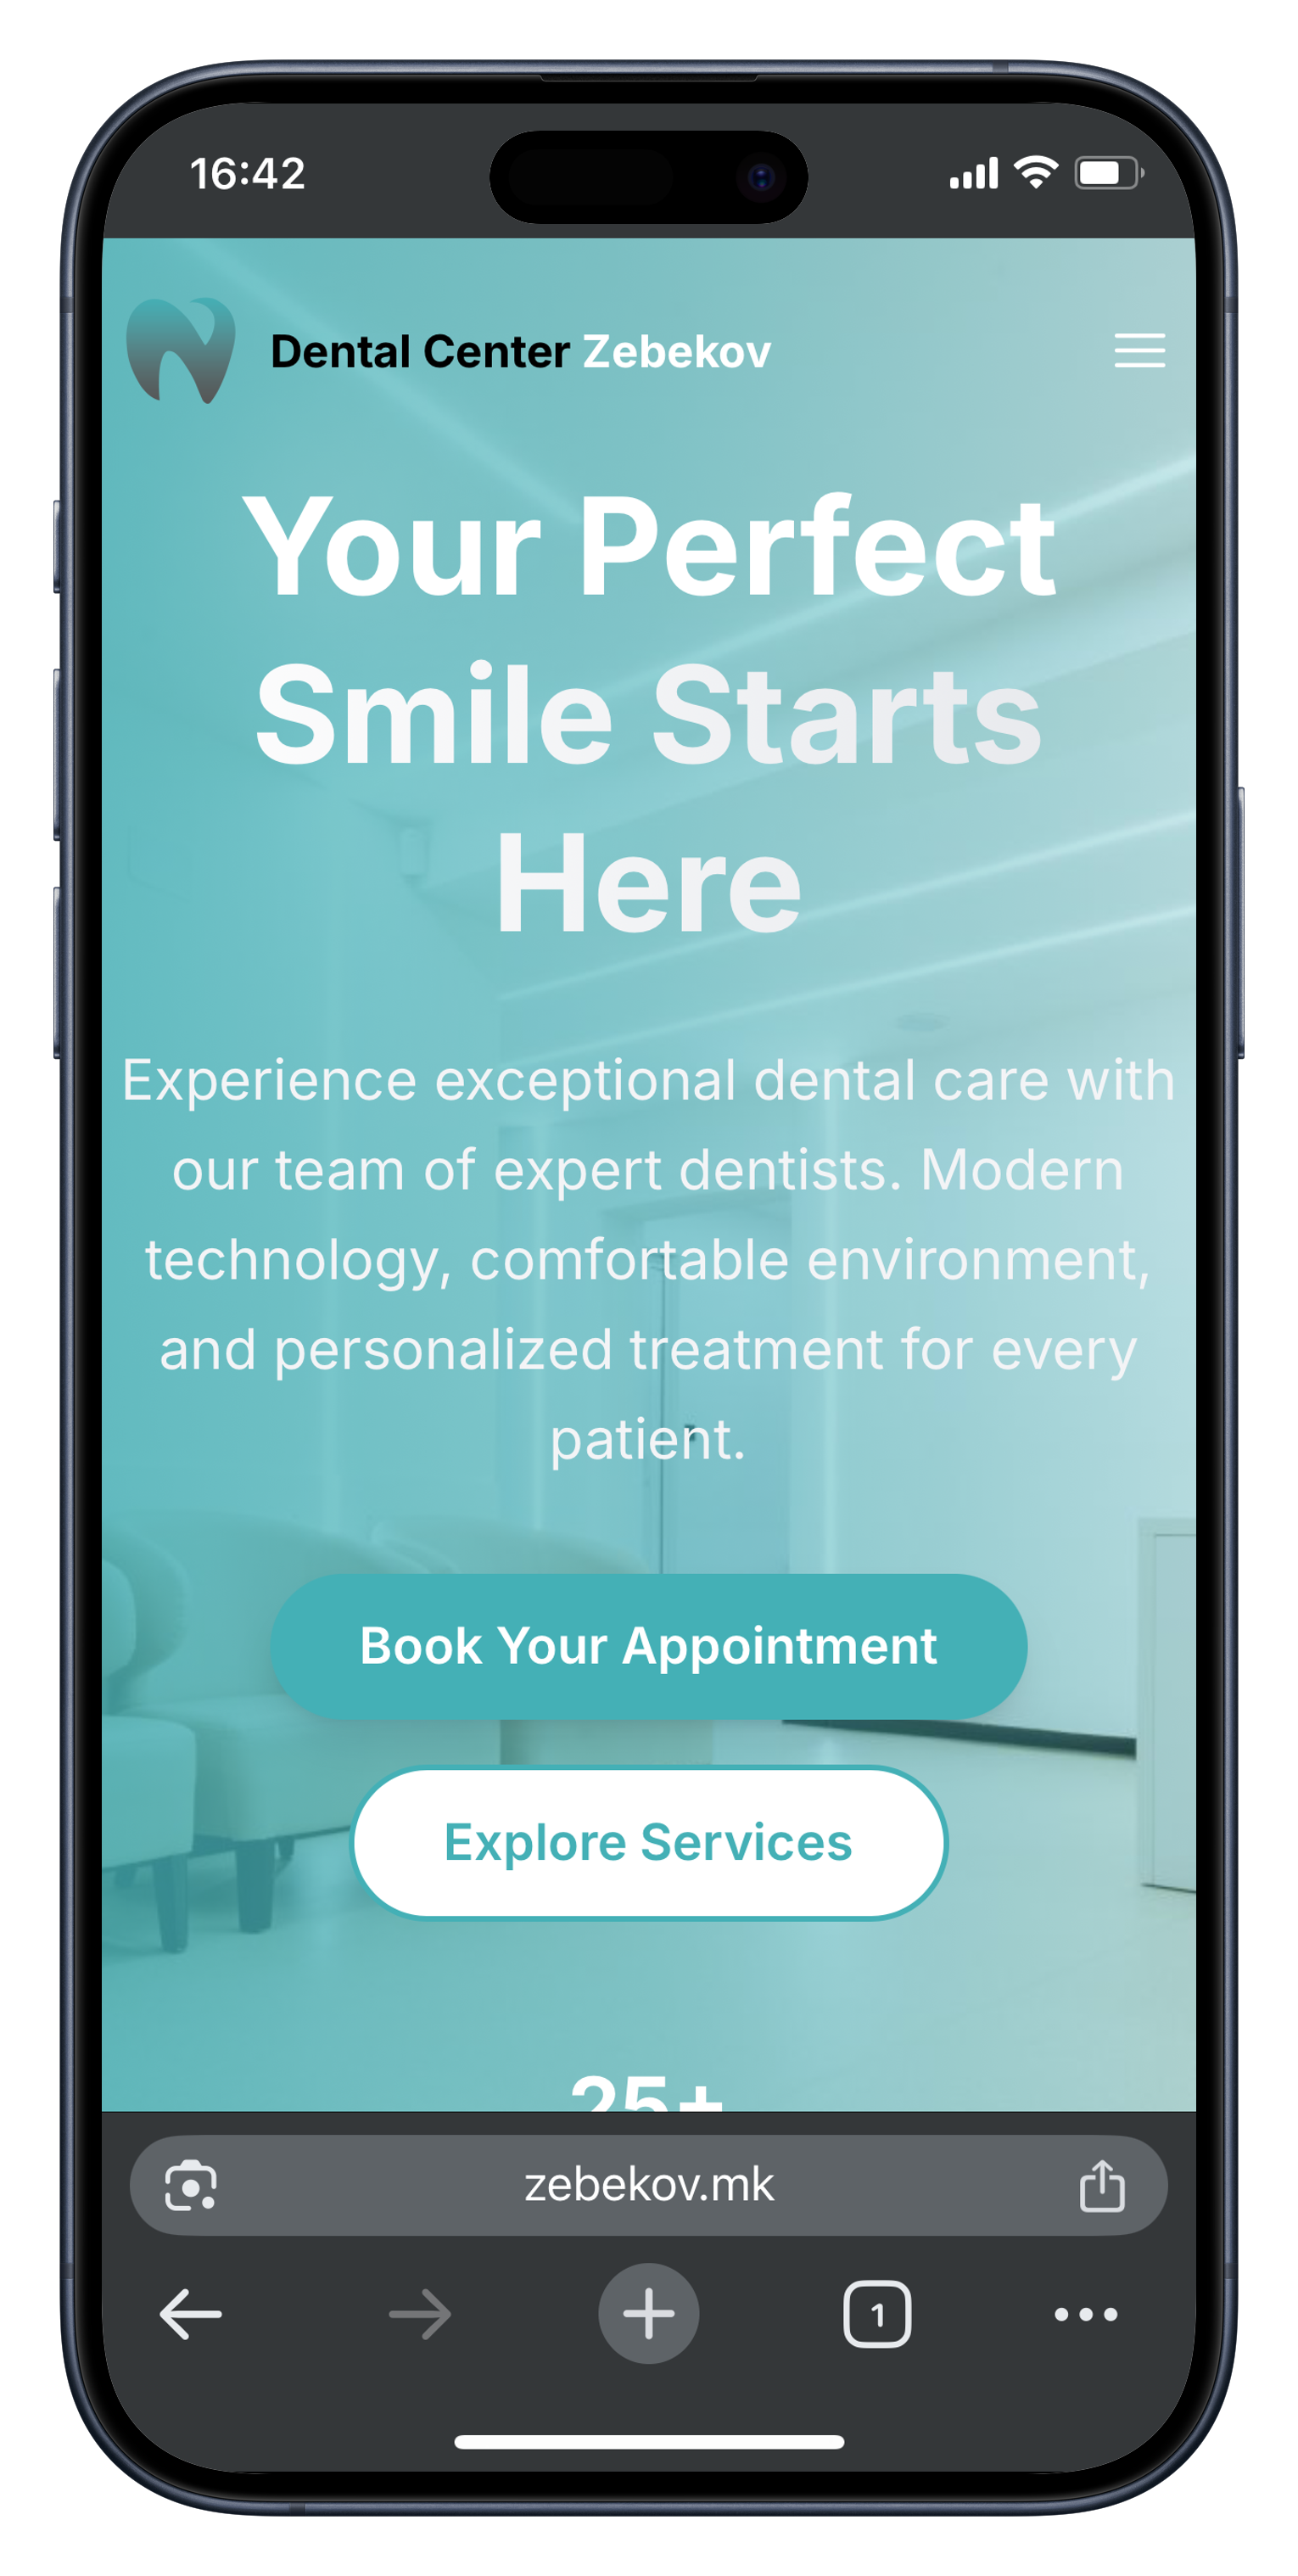 16:42
Dental Center Zebekov
Your Perfect
Smile Starts
Here
Experience exceptional dental care with
our team of expert dentists. Modern
technology, comfortable environment,
and personalized treatment for every
patient.
Book Your Appointment
Explore Services
25+
zebekov.mk
1